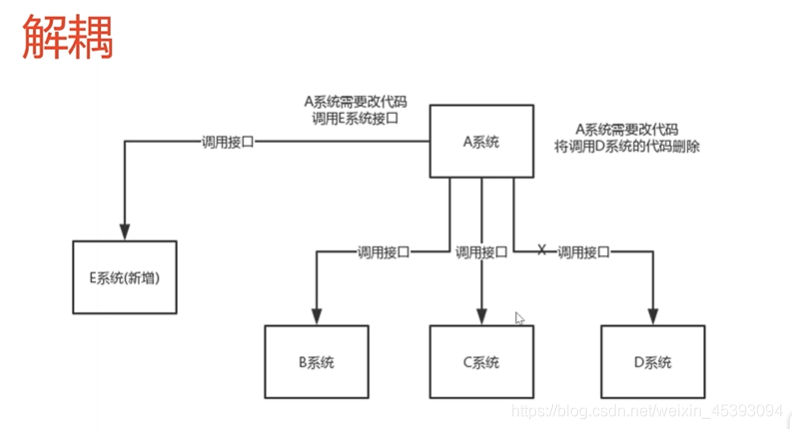 解耦
A系统需要改代码
调用E系统接口
A系统
A系统需要改代码
将调用D系统的代码删除
调用接口
调用接口
调用接口
X
调用接口
E系统(新增)
B系统
C系统
D系统
https://blog.csdn.net/weixin_45393094